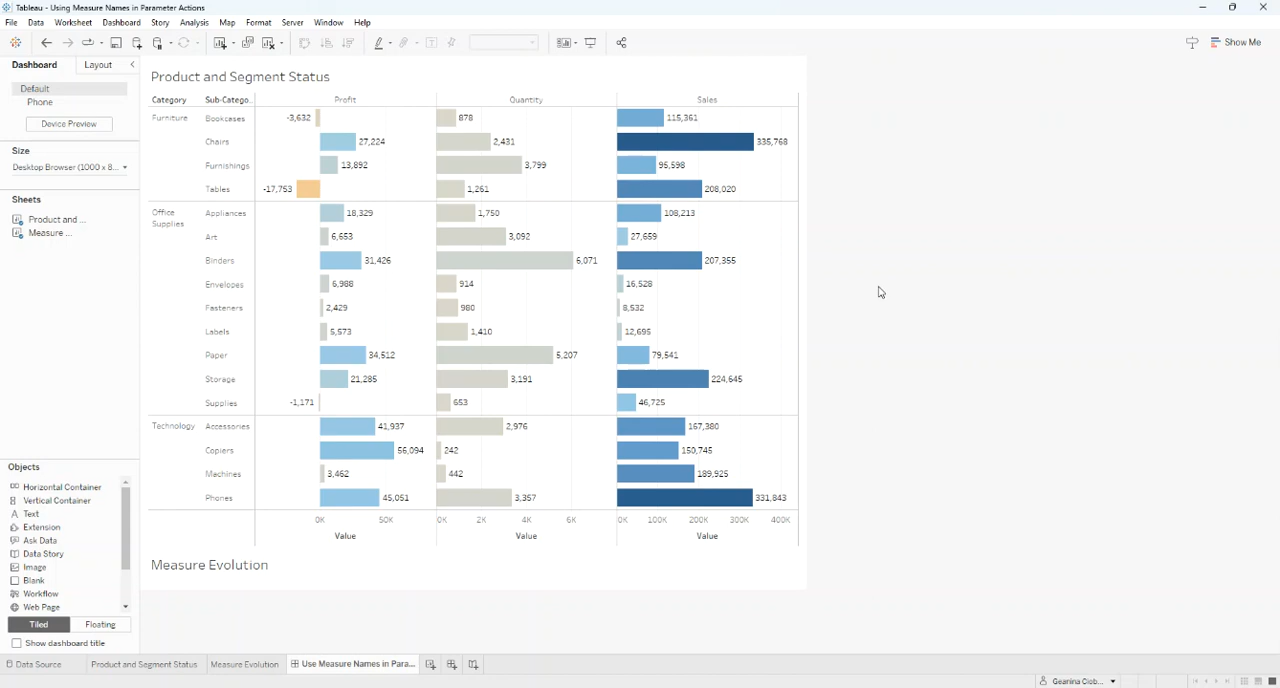 Tableau - Using Measure Names in Parameter Actions
File Data Worksheet Dashboard Story Analysis Map Format Server Window Help
Show Me
Dashboard Layout
Default
Phone
Device Preview
Size
Desktop Browser (1000 x 8...
Sheets
Product and ...
Measure ...
Objects
Horizontal Container
Vertical Container
Text
Extension
Ask Data
Data Story
Image
Blank
Workflow
Web Page
Tiled Floating
Show dashboard title
Product and Segment Status
Category Sub-Catego.. Profit Quantity Sales
Furniture Bookcases -3,632 878 115,361
Chairs 27,224 2,431 335,768
Furnishings 13,892 3,799 95,598
Tables -17,753 1,261 208,020
Office Supplies Appliances 18,329 1,750 108,213
Art 6,653 3,092 27,659
Binders 31,426 6,071 207,355
Envelopes 6,988 914 16,528
Fasteners 2,429 980 8,532
Labels 5,573 1,410 12,695
Paper 34,512 5,207 79,541
Storage 21,285 3,191 224,645
Supplies -1,171 653 46,725
Technology Accessories 41,937 2,976 167,380
Copiers 56,094 242 150,745
Machines 3,462 442 189,925
Phones 45,051 3,357 331,843
0K 50K 0K 2K 4K 6K 0K 100K 200K 300K 400K
Value Value Value
Measure Evolution
Data Source Product and Segment Status Measure Evolution Use Measure Names in Para...
Geanina Ciob...